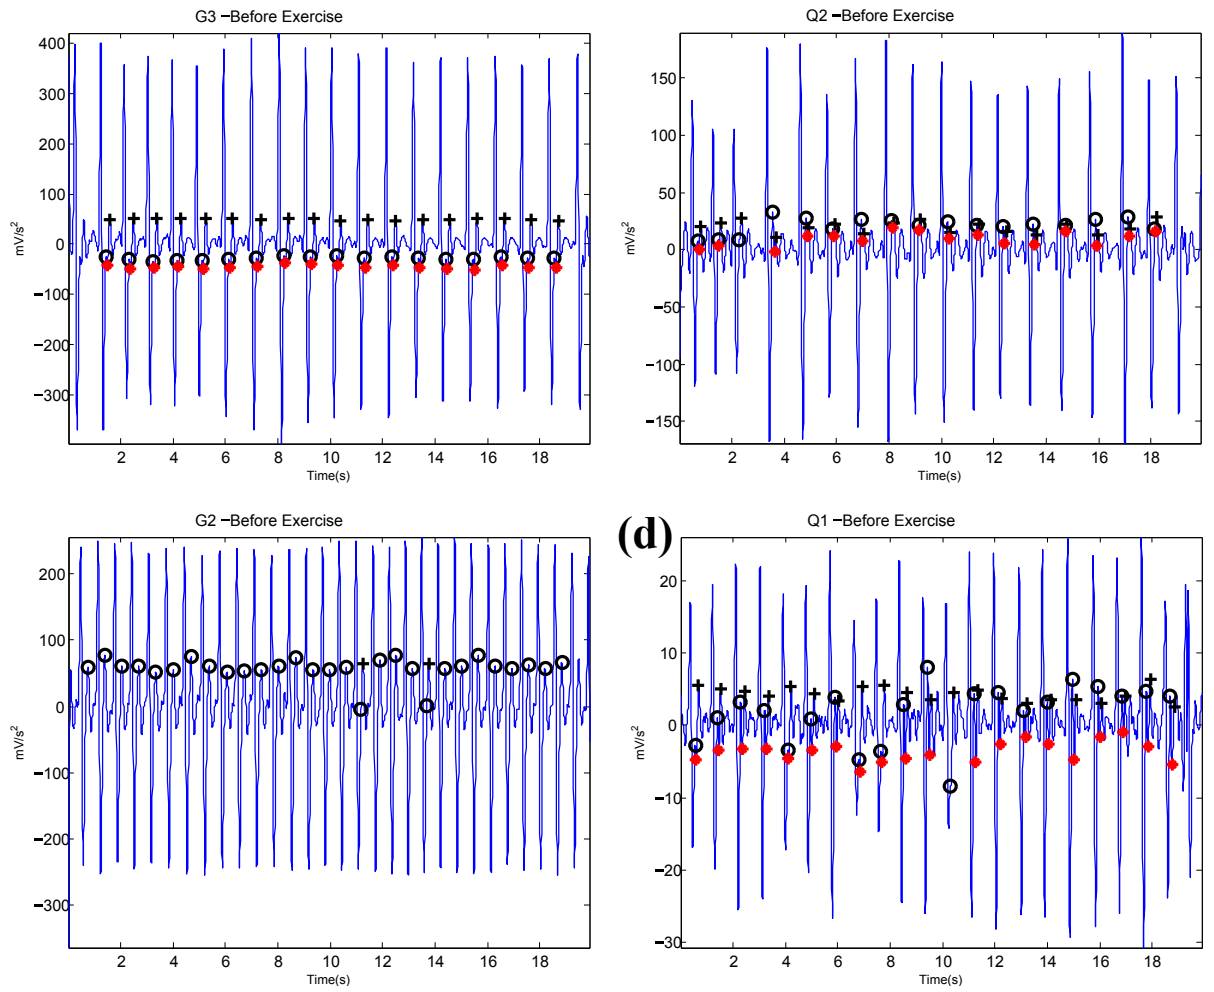 G3 −Before Exercise
400
300
200
100
0
−100
−200
−300
mV/s²
2 4 6 8 10 12 14 16 18
Time(s)
Q2 −Before Exercise
150
100
50
0
−50
−100
−150
mV/s²
2 4 6 8 10 12 14 16 18
Time(s)
G2 −Before Exercise
200
100
0
−100
−200
−300
mV/s²
2 4 6 8 10 12 14 16 18
Time(s)
(d)
Q1 −Before Exercise
20
10
0
−10
−20
−30
mV/s²
2 4 6 8 10 12 14 16 18
Time(s)